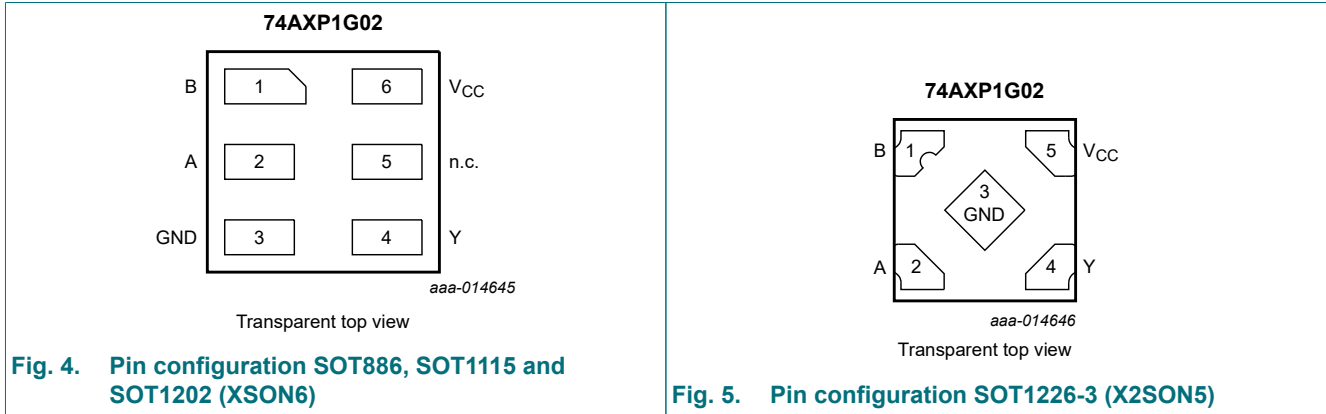 74AXP1G02
B 1 6 VCC
A 2 5 n.c.
GND 3 4 Y
aaa-014645
Transparent top view
Fig. 4. Pin configuration SOT886, SOT1115 and
SOT1202 (XSON6)
74AXP1G02
B 1 5 VCC
3
GND
A 2 4 Y
aaa-014646
Transparent top view
Fig. 5. Pin configuration SOT1226-3 (X2SON5)